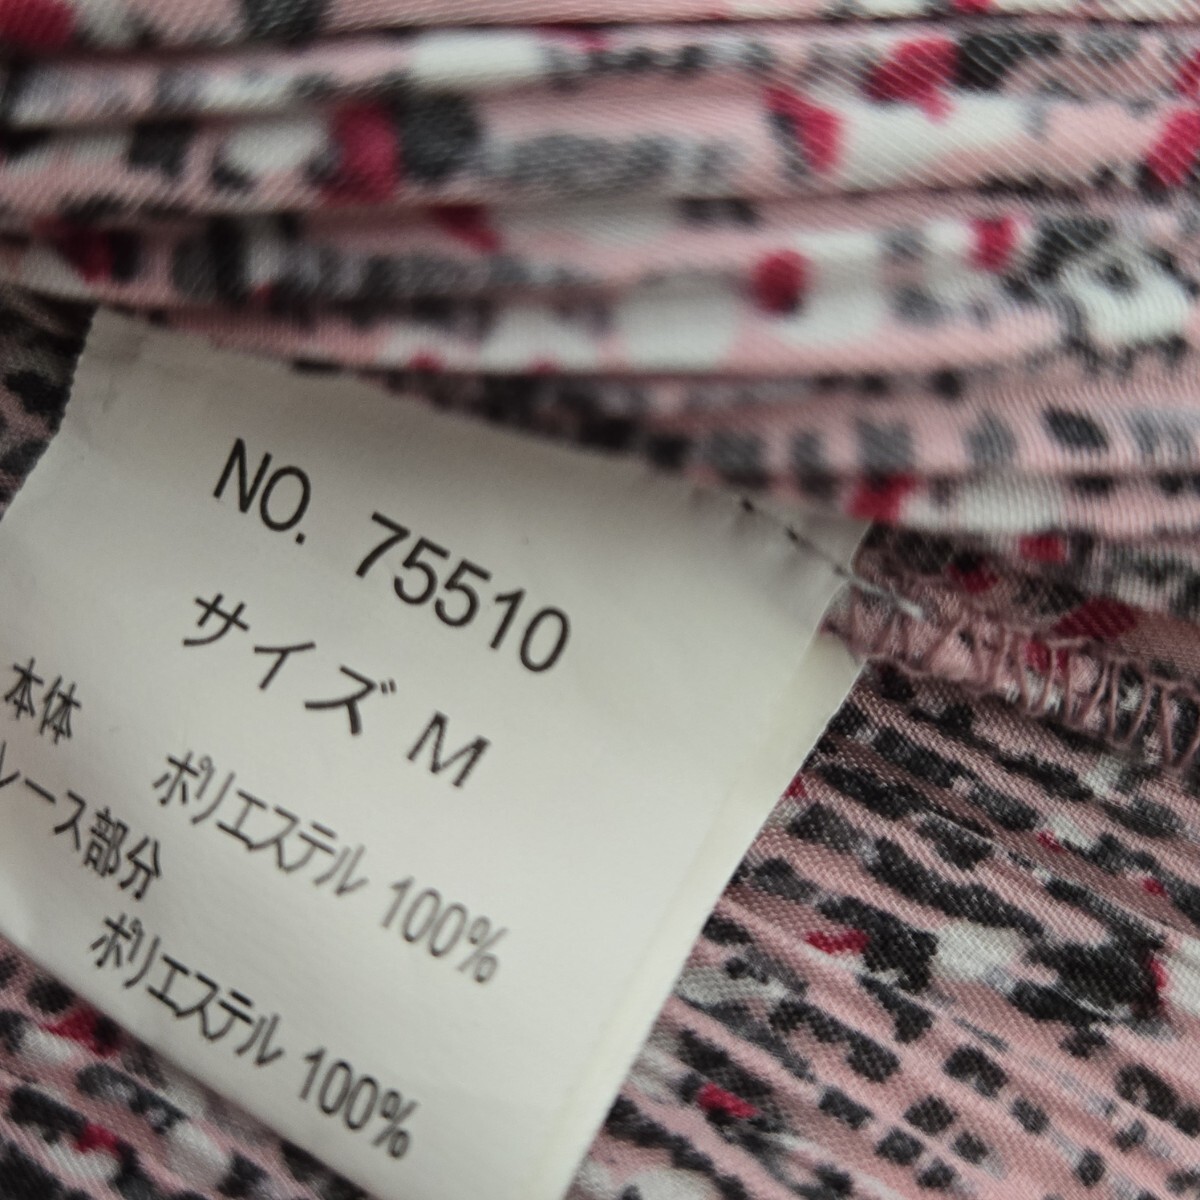 NO. 75510
サイズ M
本体
ポリエステル 100%
レース部分
ポリエステル 100%